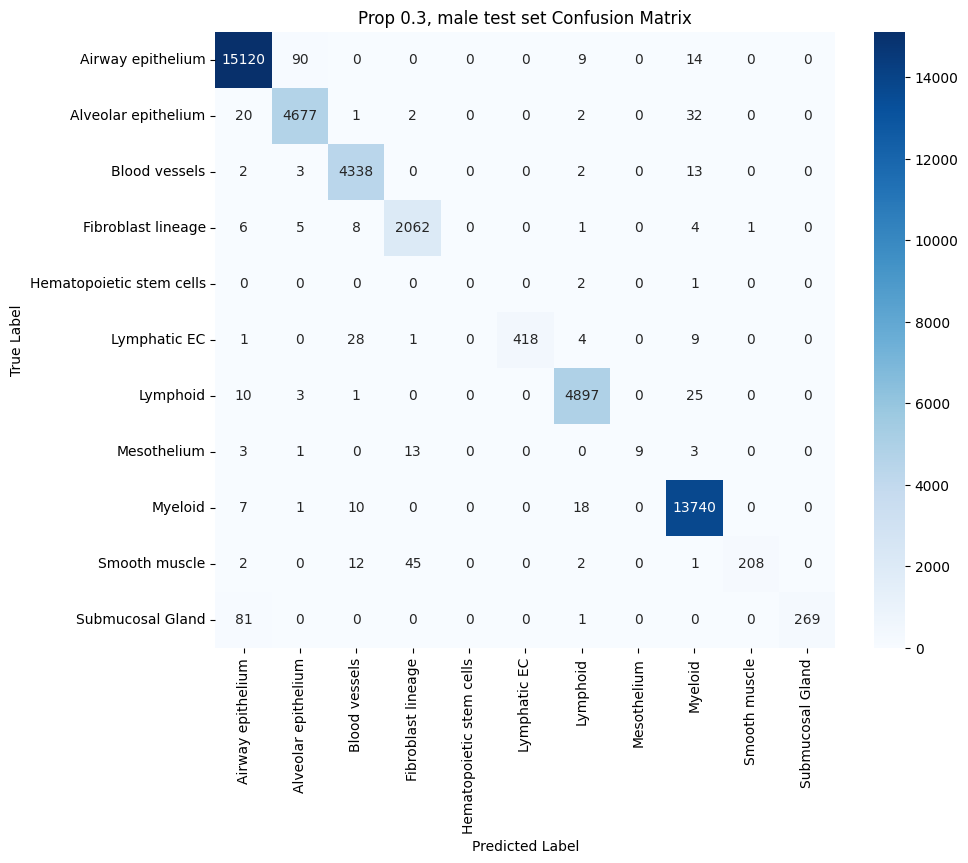 Prop 0.3, male test set Confusion Matrix
Airway epithelium 15120 90 0 0 0 0 9 0 14 0 0
Alveolar epithelium 20 4677 1 2 0 0 2 0 32 0 0
Blood vessels 2 3 4338 0 0 0 2 0 13 0 0
Fibroblast lineage 6 5 8 2062 0 0 1 0 4 1 0
Hematopoietic stem cells 0 0 0 0 0 0 2 0 1 0 0
Lymphatic EC 1 0 28 1 0 418 4 0 9 0 0
Lymphoid 10 3 1 0 0 0 4897 0 25 0 0
Mesothelium 3 1 0 13 0 0 0 9 3 0 0
Myeloid 7 1 10 0 0 0 18 0 13740 0 0
Smooth muscle 2 0 12 45 0 0 2 0 1 208 0
Submucosal Gland 81 0 0 0 0 0 1 0 0 0 269
True Label
Airway epithelium
Alveolar epithelium
Blood vessels
Fibroblast lineage
Hematopoietic stem cells
Lymphatic EC
Lymphoid
Mesothelium
Myeloid
Smooth muscle
Submucosal Gland
Predicted Label
14000
12000
10000
8000
6000
4000
2000
0